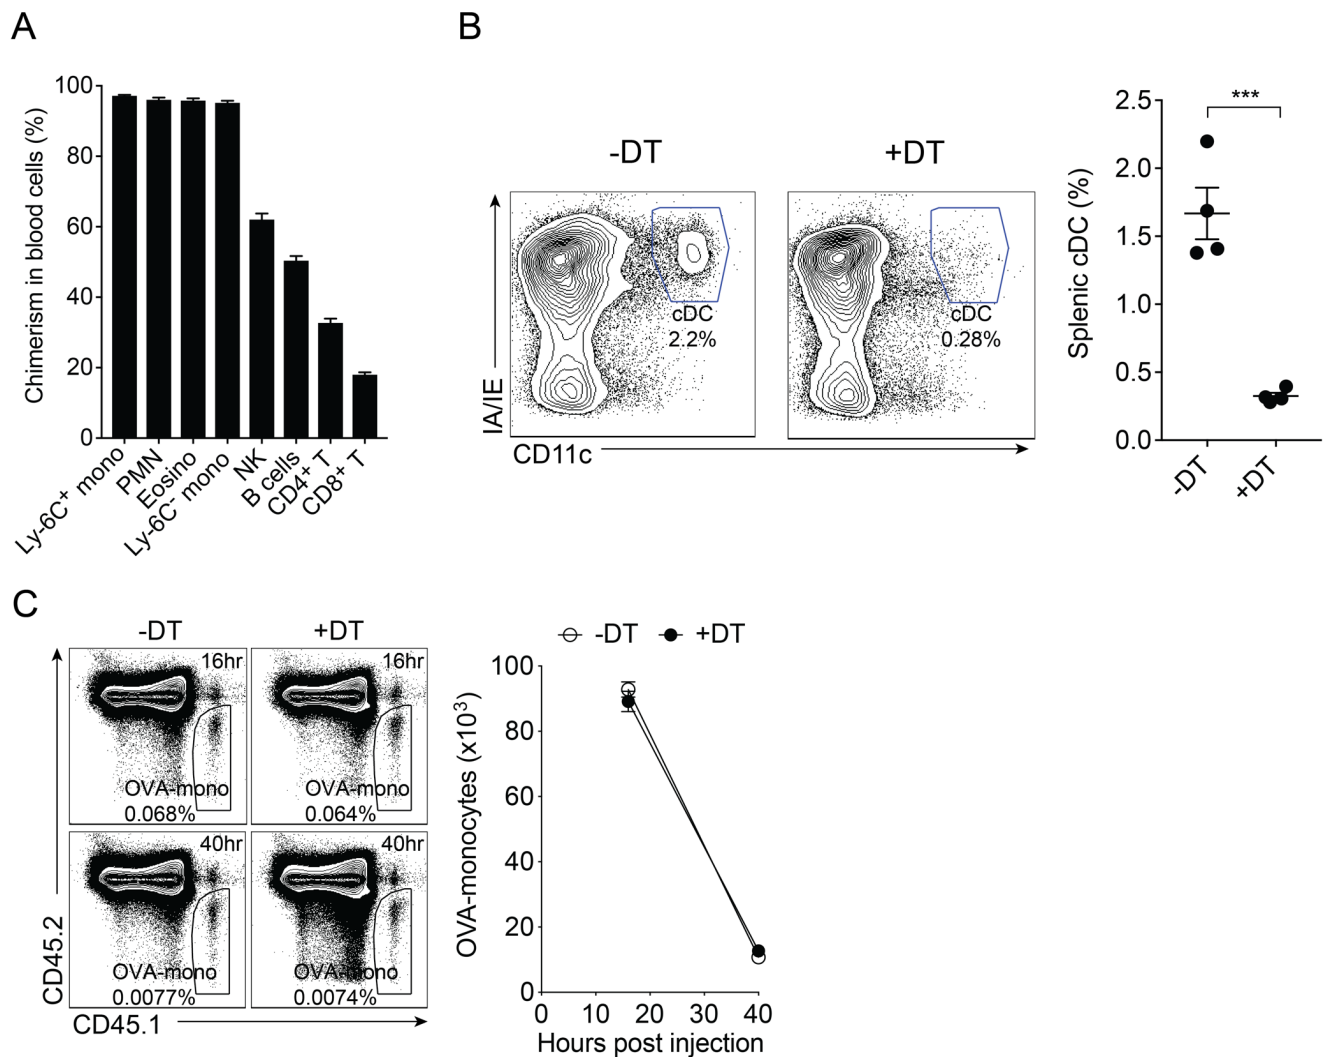 A
Chimerism in blood cells (%)
100
80
60
40
20
0
Ly-6C⁺ mono
PMN
Eosino
Ly-6C⁻ mono
NK
B cells
CD4⁺ T
CD8⁺ T
B
-DT
+DT
cDC
2.2%
cDC
0.28%
IA/IE
CD11c
***
Splenic cDC (%)
2.5
2.0
1.5
1.0
0.5
0.0
-DT
+DT
C
-DT
+DT
16hr
16hr
OVA-mono
0.068%
OVA-mono
0.064%
40hr
40hr
OVA-mono
0.0077%
OVA-mono
0.0074%
CD45.2
CD45.1
-DT
+DT
OVA-monocytes (x10³)
100
80
60
40
20
0
0 10 20 30 40
Hours post injection